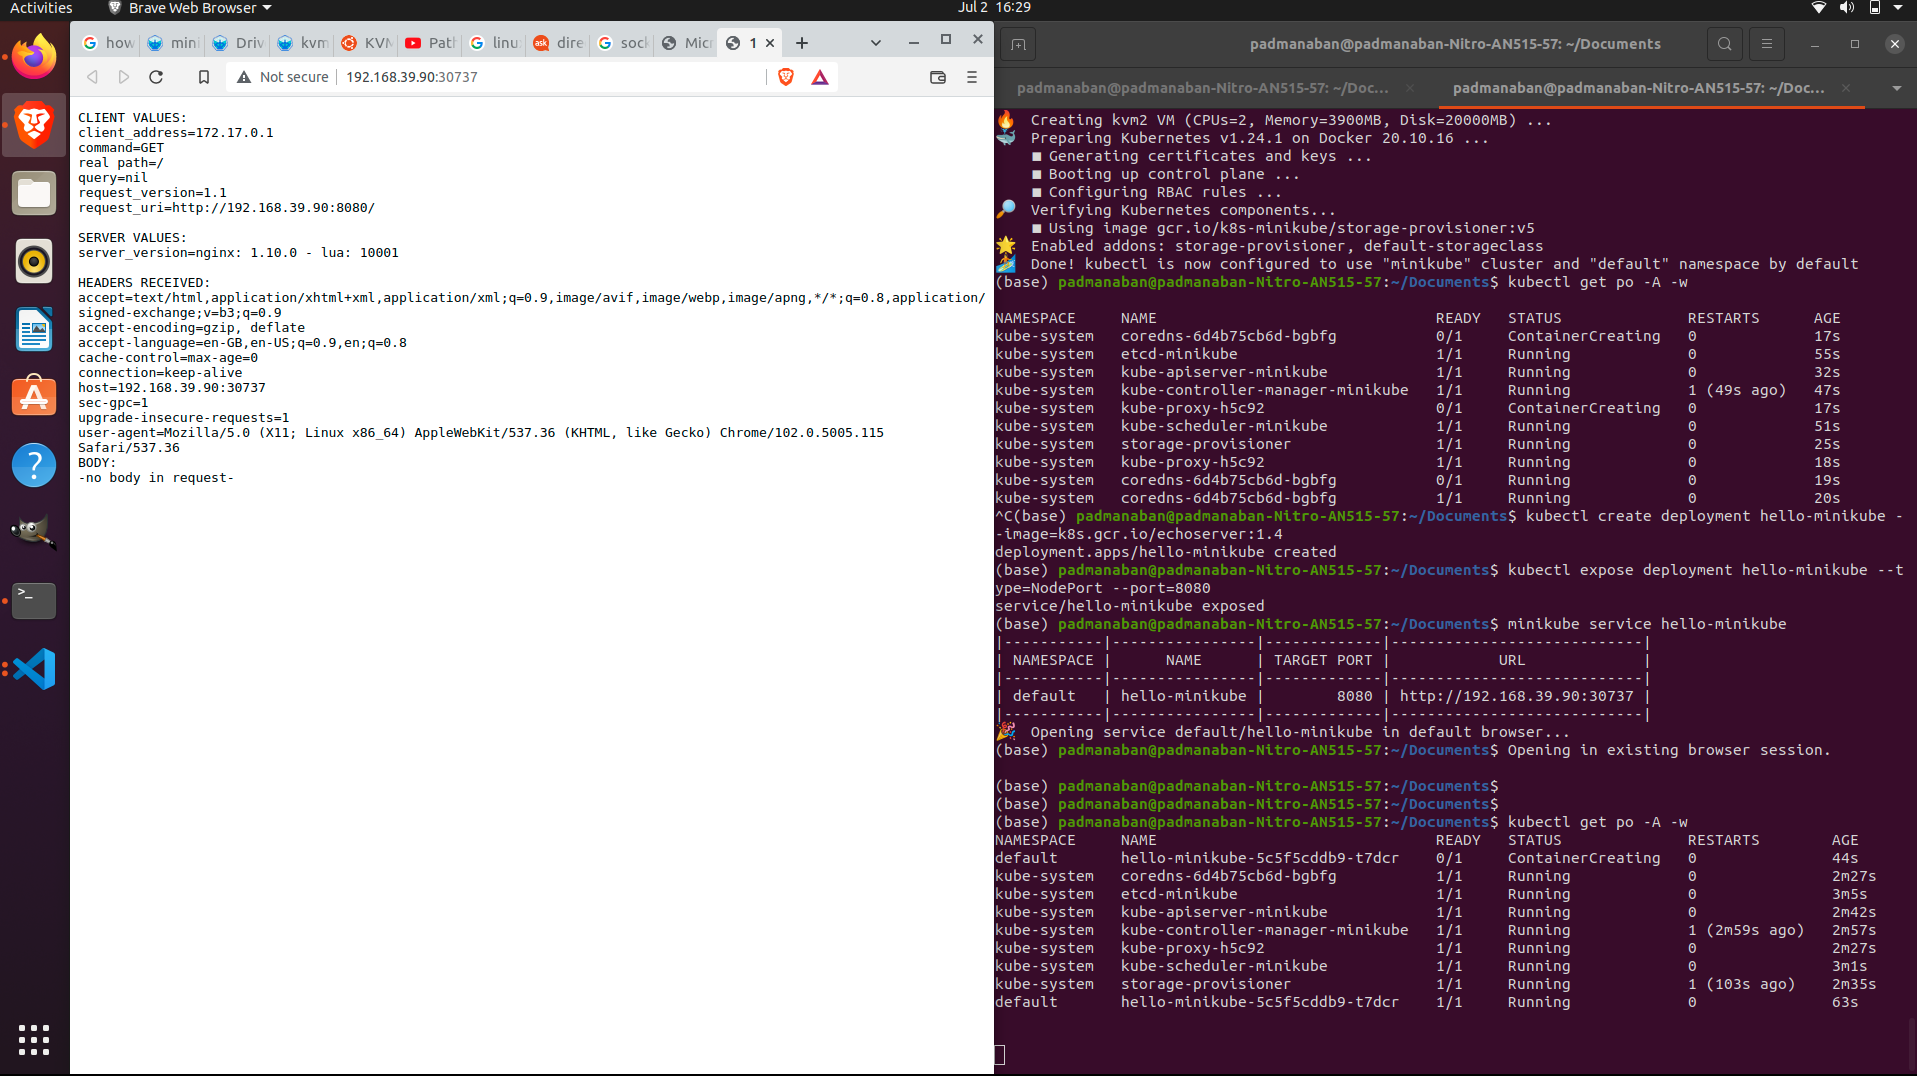 Activities
Brave Web Browser
Jul 2 16:29
how
mini
Driv
kvm
KVM
Path
linu
dire
sock
Micr
1
Not secure
192.168.39.90:30737
CLIENT VALUES:
client_address=172.17.0.1
command=GET
real path=/
query=nil
request_version=1.1
request_uri=http://192.168.39.90:8080/
SERVER VALUES:
server_version=nginx: 1.10.0 - lua: 10001
HEADERS RECEIVED:
accept=text/html,application/xhtml+xml,application/xml;q=0.9,image/avif,image/webp,image/apng,*/*;q=0.8,application/
signed-exchange;v=b3;q=0.9
accept-encoding=gzip, deflate
accept-language=en-GB,en-US;q=0.9,en;q=0.8
cache-control=max-age=0
connection=keep-alive
host=192.168.39.90:30737
sec-gpc=1
upgrade-insecure-requests=1
user-agent=Mozilla/5.0 (X11; Linux x86_64) AppleWebKit/537.36 (KHTML, like Gecko) Chrome/102.0.5005.115
Safari/537.36
BODY:
-no body in request-
padmanaban@padmanaban-Nitro-AN515-57: ~/Documents
padmanaban@padmanaban-Nitro-AN515-57: ~/Doc...
padmanaban@padmanaban-Nitro-AN515-57: ~/Doc...
Creating kvm2 VM (CPUs=2, Memory=3900MB, Disk=20000MB) ...
Preparing Kubernetes v1.24.1 on Docker 20.10.16 ...
■ Generating certificates and keys ...
■ Booting up control plane ...
■ Configuring RBAC rules ...
Verifying Kubernetes components...
■ Using image gcr.io/k8s-minikube/storage-provisioner:v5
Enabled addons: storage-provisioner, default-storageclass
Done! kubectl is now configured to use "minikube" cluster and "default" namespace by default
(base) padmanaban@padmanaban-Nitro-AN515-57:~/Documents$ kubectl get po -A -w
NAMESPACE NAME READY STATUS RESTARTS AGE
kube-system coredns-6d4b75cb6d-bgbfg 0/1 ContainerCreating 0 17s
kube-system etcd-minikube 1/1 Running 0 55s
kube-system kube-apiserver-minikube 1/1 Running 0 32s
kube-system kube-controller-manager-minikube 1/1 Running 1 (49s ago) 47s
kube-system kube-proxy-h5c92 0/1 ContainerCreating 0 17s
kube-system kube-scheduler-minikube 1/1 Running 0 51s
kube-system storage-provisioner 1/1 Running 0 25s
kube-system kube-proxy-h5c92 1/1 Running 0 18s
kube-system coredns-6d4b75cb6d-bgbfg 0/1 Running 0 19s
kube-system coredns-6d4b75cb6d-bgbfg 1/1 Running 0 20s
^C(base) padmanaban@padmanaban-Nitro-AN515-57:~/Documents$ kubectl create deployment hello-minikube -
-image=k8s.gcr.io/echoserver:1.4
deployment.apps/hello-minikube created
(base) padmanaban@padmanaban-Nitro-AN515-57:~/Documents$ kubectl expose deployment hello-minikube --t
ype=NodePort --port=8080
service/hello-minikube exposed
(base) padmanaban@padmanaban-Nitro-AN515-57:~/Documents$ minikube service hello-minikube
|-----------|----------------|-------------|----------------------------|
| NAMESPACE | NAME | TARGET PORT | URL |
|-----------|----------------|-------------|----------------------------|
| default | hello-minikube | 8080 | http://192.168.39.90:30737 |
|-----------|----------------|-------------|----------------------------|
Opening service default/hello-minikube in default browser...
(base) padmanaban@padmanaban-Nitro-AN515-57:~/Documents$ Opening in existing browser session.
(base) padmanaban@padmanaban-Nitro-AN515-57:~/Documents$
(base) padmanaban@padmanaban-Nitro-AN515-57:~/Documents$
(base) padmanaban@padmanaban-Nitro-AN515-57:~/Documents$ kubectl get po -A -w
NAMESPACE NAME READY STATUS RESTARTS AGE
default hello-minikube-5c5f5cddb9-t7dcr 0/1 ContainerCreating 0 44s
kube-system coredns-6d4b75cb6d-bgbfg 1/1 Running 0 2m27s
kube-system etcd-minikube 1/1 Running 0 3m5s
kube-system kube-apiserver-minikube 1/1 Running 0 2m42s
kube-system kube-controller-manager-minikube 1/1 Running 1 (2m59s ago) 2m57s
kube-system kube-proxy-h5c92 1/1 Running 0 2m27s
kube-system kube-scheduler-minikube 1/1 Running 0 3m1s
kube-system storage-provisioner 1/1 Running 1 (103s ago) 2m35s
default hello-minikube-5c5f5cddb9-t7dcr 1/1 Running 0 63s